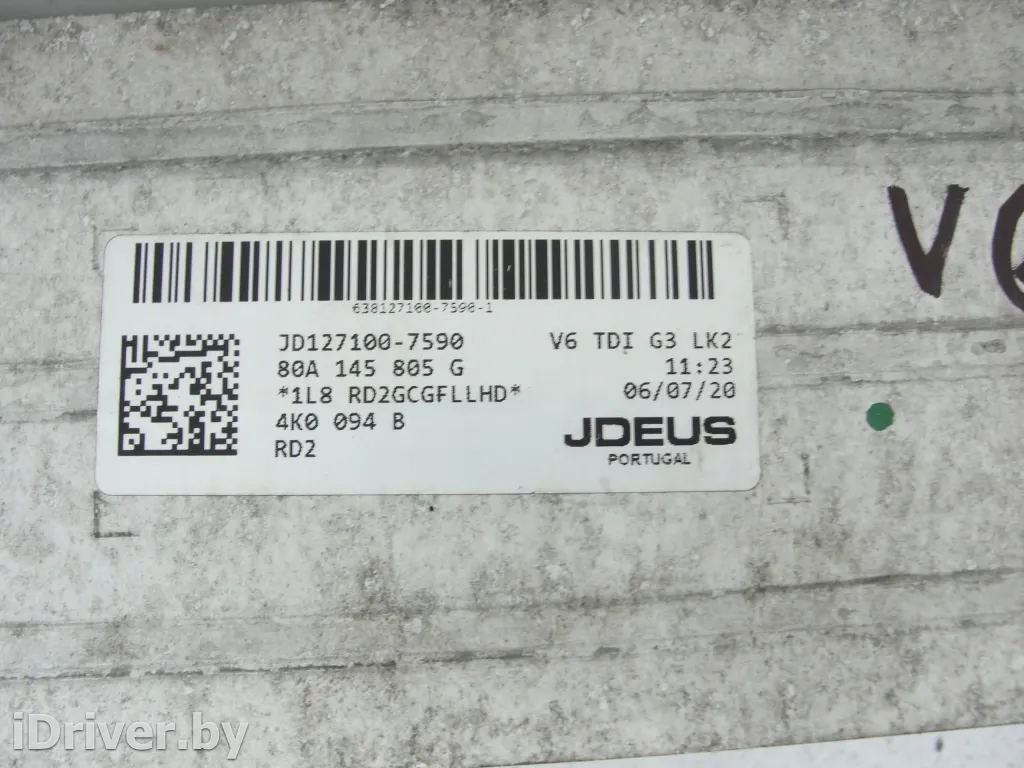 638127100-7590-1
JD127100-7590
V6 TDI G3 LK2
80A 145 805 G
11:23
*1L8 RD2GCGFLLHD*
06/07/20
4K0 094 B
JDEUS
RD2
PORTUGAL
V
iDriver.by